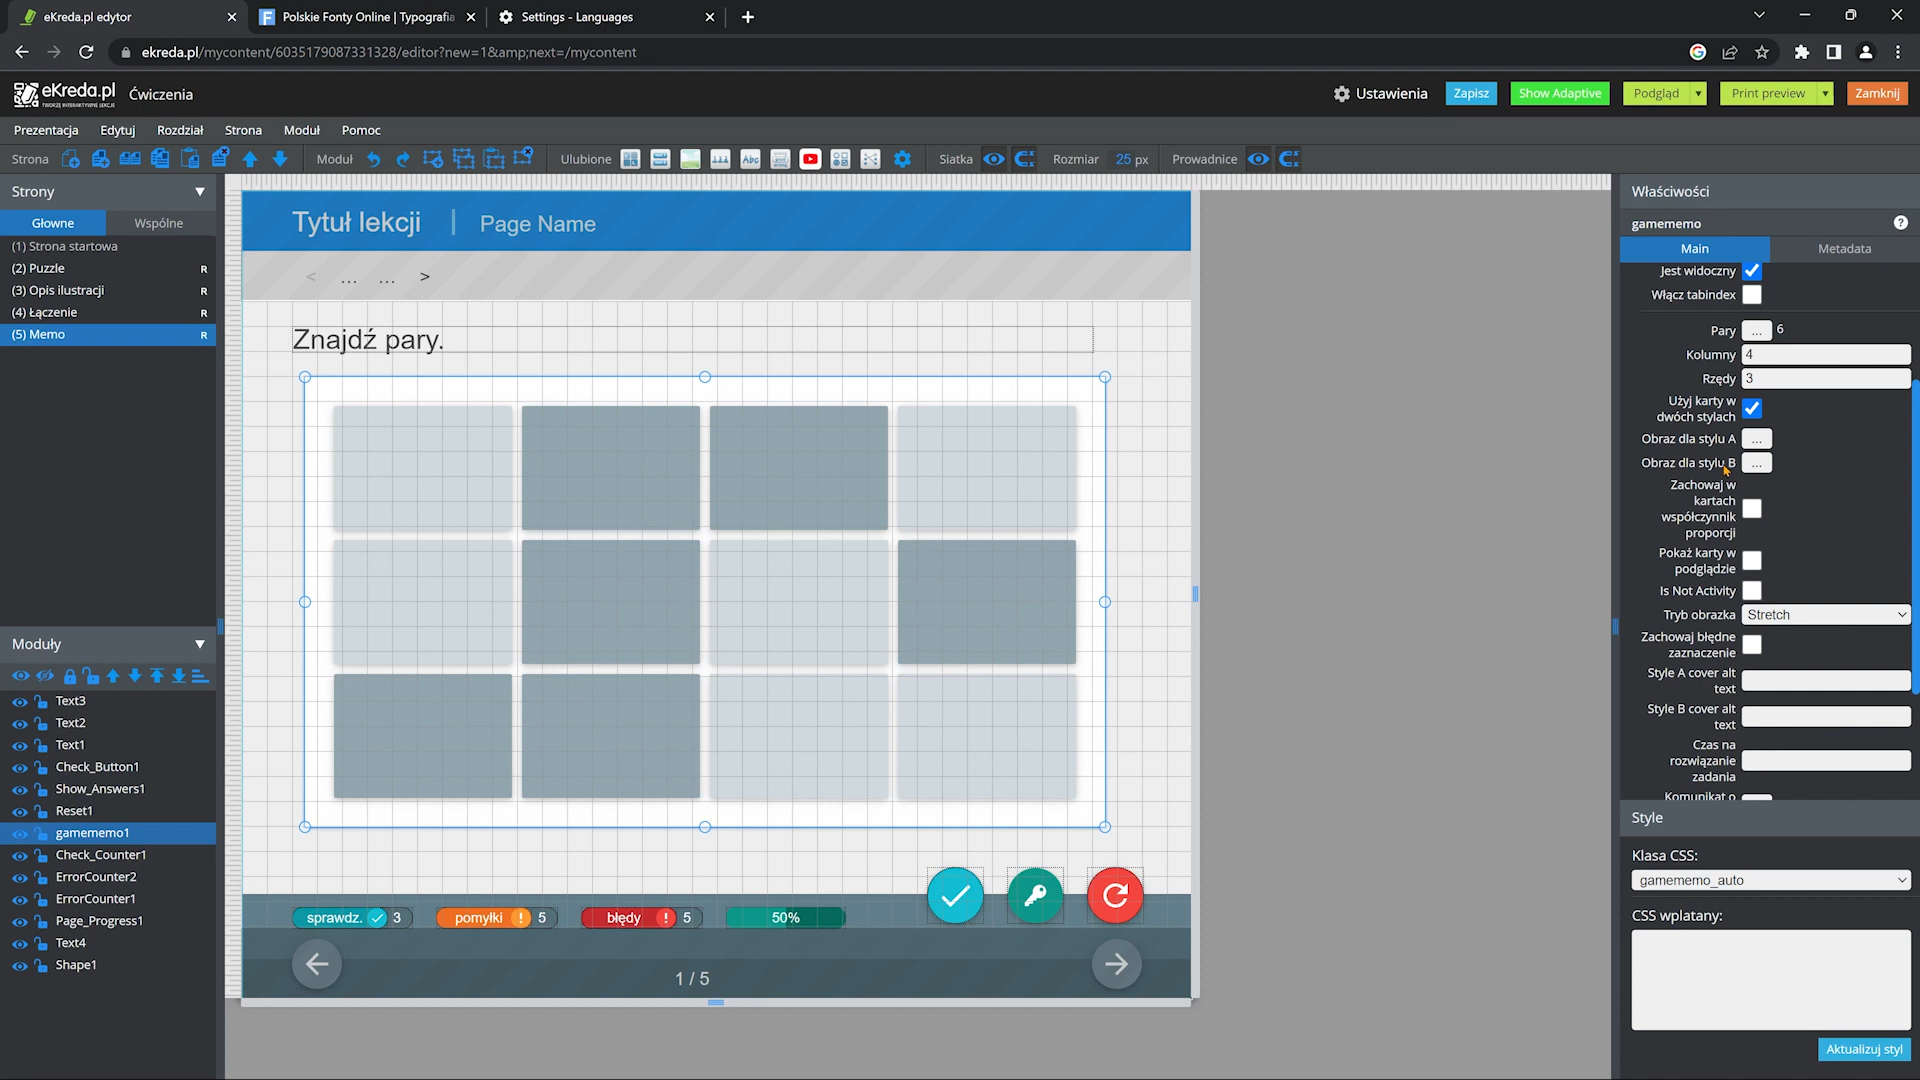 eKreda.pl edytor
Polskie Fonty Online | Typografia
Settings - Languages
ekreda.pl/mycontent/6035179087331328/editor?new=1&amp;next=/mycontent
eKreda.pl
TWORZĘ INTERAKTYWNE LEKCJE
Ćwiczenia
Ustawienia
Zapisz
Show Adaptive
Podgląd
Print preview
Zamknij
Prezentacja Edytuj Rozdział Strona Moduł Pomoc
Strona
Moduł
Ulubione
Abc
Siatka
Rozmiar 25 px
Prowadnice
Strony
Głowne
Wspólne
(1) Strona startowa
(2) Puzzle R
(3) Opis ilustracji R
(4) Łączenie R
(5) Memo R
Moduły
Text3
Text2
Text1
Check_Button1
Show_Answers1
Reset1
gamememo1
Check_Counter1
ErrorCounter2
ErrorCounter1
Page_Progress1
Text4
Shape1
Tytuł lekcji | Page Name
< ... ... >
Znajdź pary.
sprawdz. 3
pomyłki ! 5
błędy ! 5
50%
1 / 5
Właściwości
gamememo
?
Main
Metadata
Jest widoczny
Włącz tabindex
Pary ... 6
Kolumny 4
Rzędy 3
Użyj karty w
dwóch stylach
Obraz dla stylu A ...
Obraz dla stylu B ...
Zachowaj w
kartach
współczynnik
proporcji
Pokaż karty w
podglądzie
Is Not Activity
Tryb obrazka Stretch
Zachowaj błędne
zaznaczenie
Style A cover alt
text
Style B cover alt
text
Czas na
rozwiązanie
zadania
Komunikat o
Style
Klasa CSS:
gamememo_auto
CSS wplatany:
Aktualizuj styl